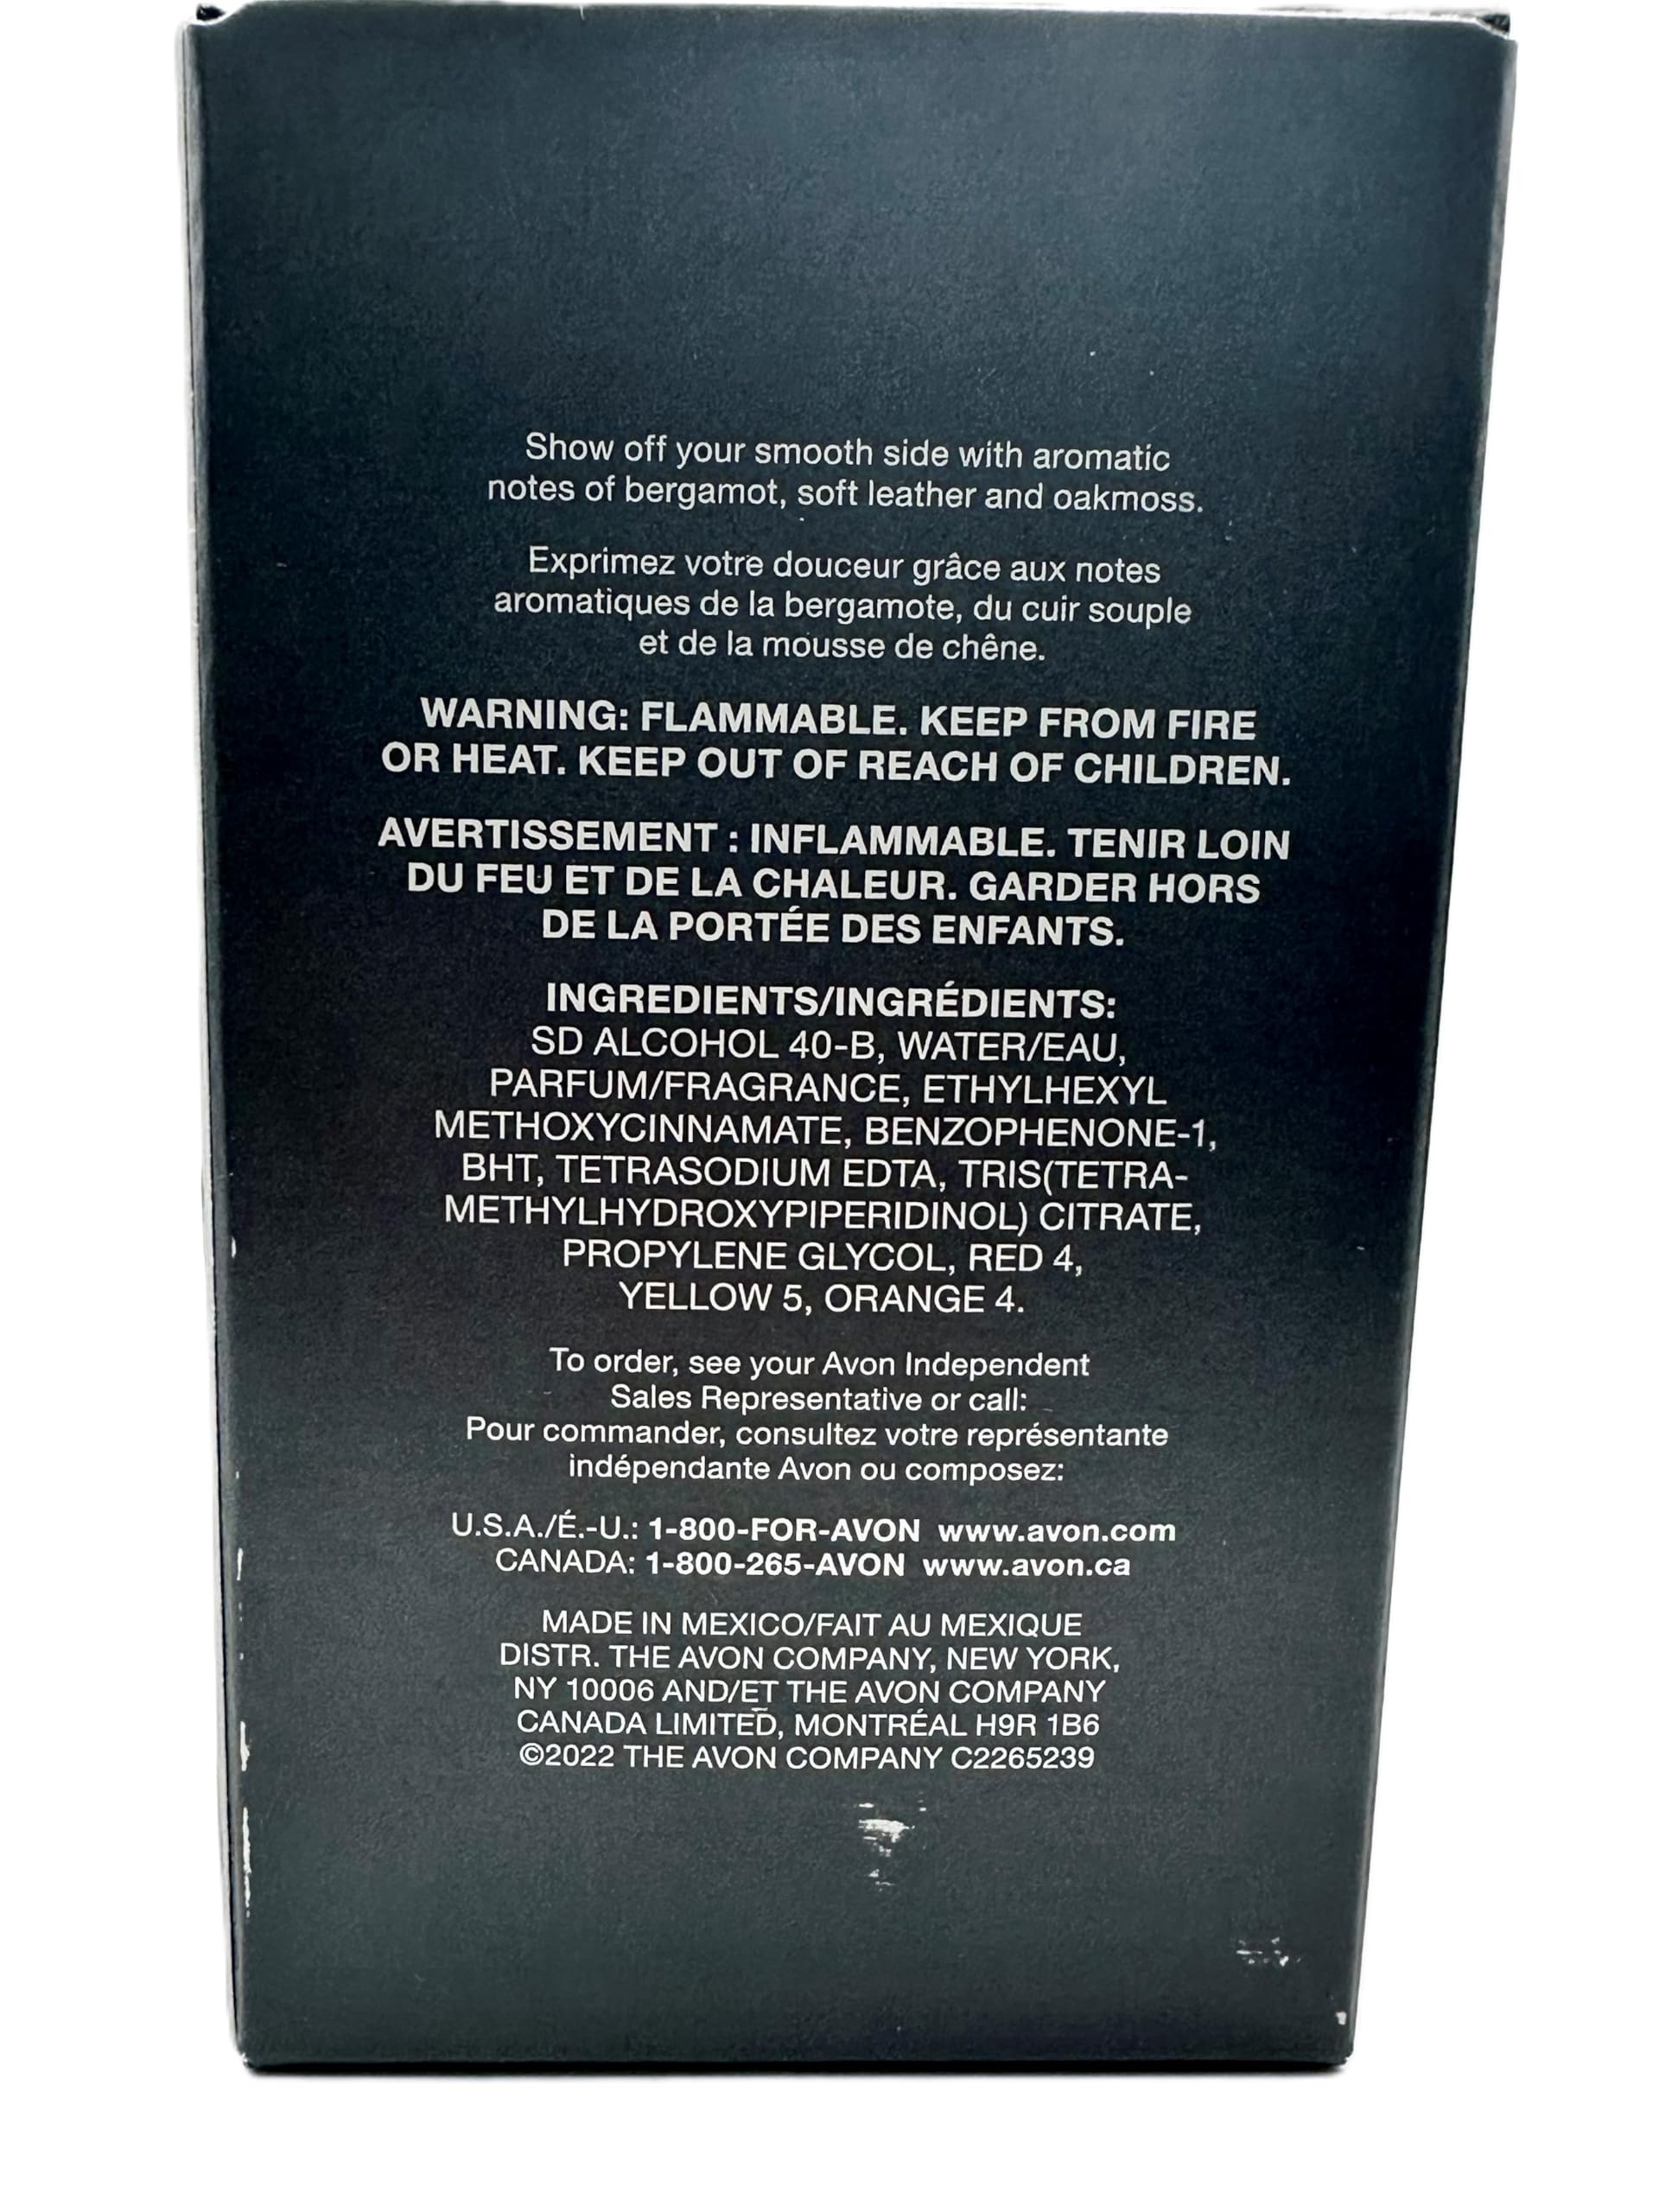 Show off your smooth side with aromatic
notes of bergamot, soft leather and oakmoss.
Exprimez votre douceur grâce aux notes
aromatiques de la bergamote, du cuir souple
et de la mousse de chêne.
WARNING: FLAMMABLE. KEEP FROM FIRE
OR HEAT. KEEP OUT OF REACH OF CHILDREN.
AVERTISSEMENT : INFLAMMABLE. TENIR LOIN
DU FEU ET DE LA CHALEUR. GARDER HORS
DE LA PORTÉE DES ENFANTS.
INGREDIENTS/INGRÉDIENTS:
SD ALCOHOL 40-B, WATER/EAU,
PARFUM/FRAGRANCE, ETHYLHEXYL
METHOXYCINNAMATE, BENZOPHENONE-1,
BHT, TETRASODIUM EDTA, TRIS(TETRA-
METHYLHYDROXYPIPERIDINOL) CITRATE,
PROPYLENE GLYCOL, RED 4,
YELLOW 5, ORANGE 4.
To order, see your Avon Independent
Sales Representative or call:
Pour commander, consultez votre représentante
indépendante Avon ou composez:
U.S.A./É.-U.: 1-800-FOR-AVON www.avon.com
CANADA: 1-800-265-AVON www.avon.ca
MADE IN MEXICO/FAIT AU MEXIQUE
DISTR. THE AVON COMPANY, NEW YORK,
NY 10006 AND/ET THE AVON COMPANY
CANADA LIMITED, MONTRÉAL H9R 1B6
©2022 THE AVON COMPANY C2265239